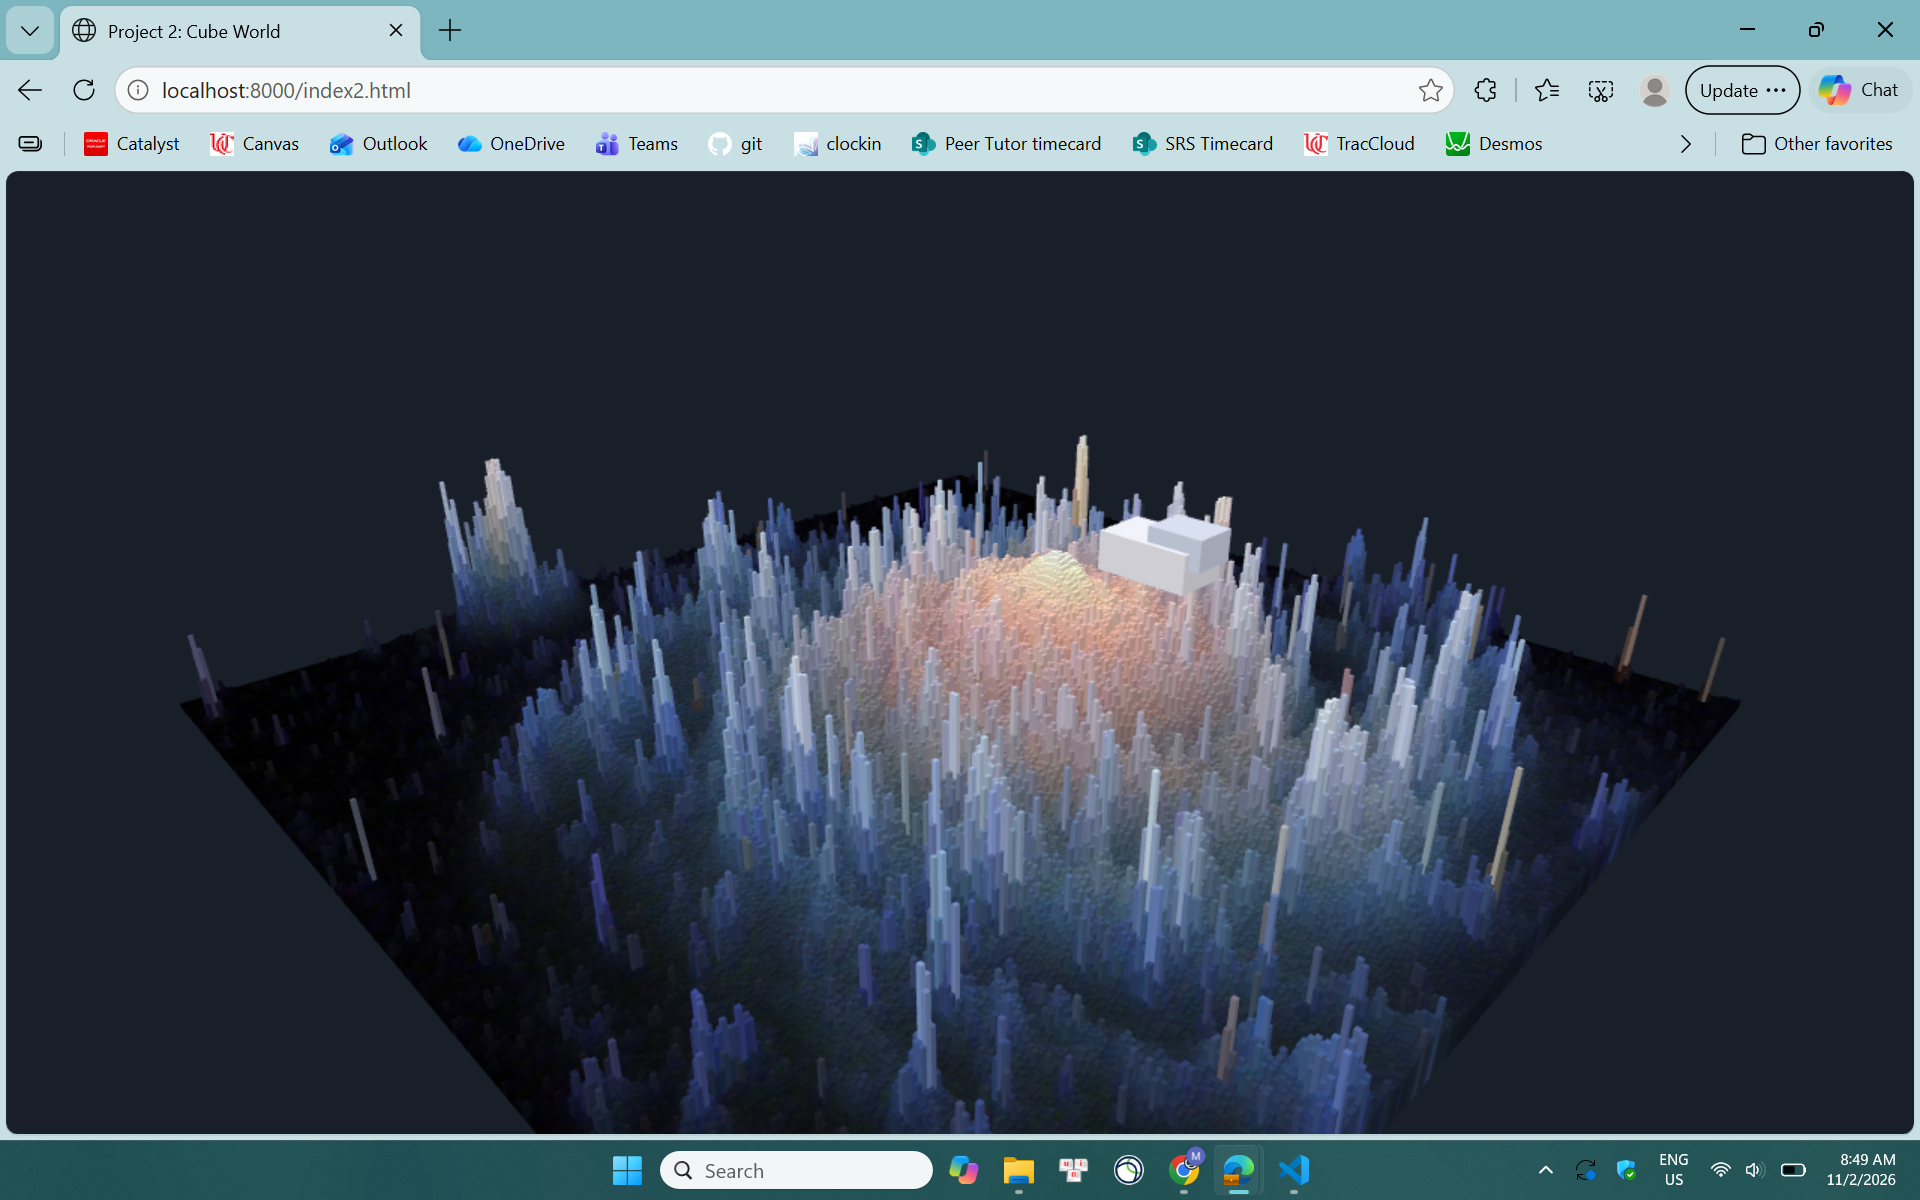 Project 2: Cube World
localhost:8000/index2.html
Update
Chat
Catalyst
Canvas
Outlook
OneDrive
Teams
git
clockin
Peer Tutor timecard
SRS Timecard
TracCloud
Desmos
Other favorites
Search
ENG
US
8:49 AM
11/2/2026